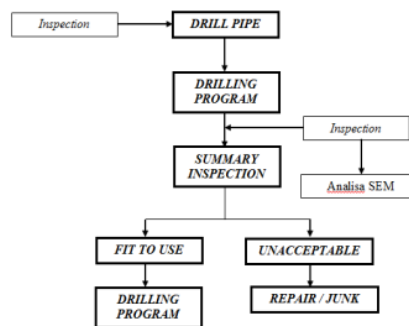 Inspection
DRILL PIPE
DRILLING
PROGRAM
Inspection
SUMMARY
INSPECTION
Analisa SEM
FIT TO USE
UNACCEPTABLE
DRILLING
PROGRAM
REPAIR / JUNK